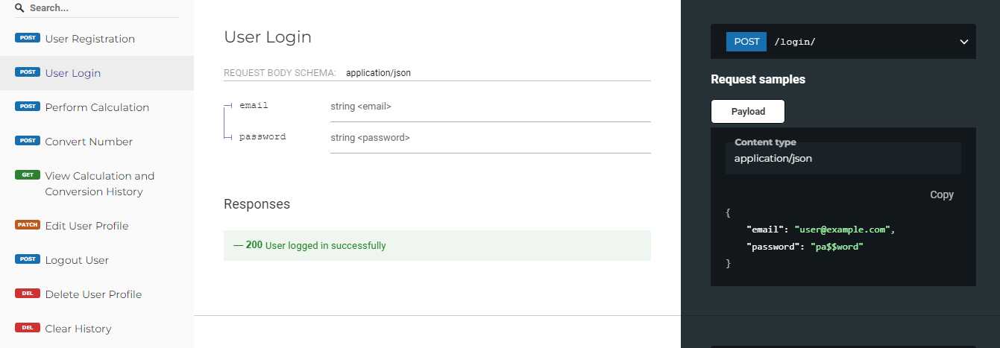 Search...
POST User Registration
POST User Login
POST Perform Calculation
POST Convert Number
GET View Calculation and
Conversion History
PATCH Edit User Profile
POST Logout User
DEL Delete User Profile
DEL Clear History
User Login
REQUEST BODY SCHEMA: application/json
email string <email>
password string <password>
Responses
— 200 User logged in successfully
POST /login/
Request samples
Payload
Content type
application/json
Copy
{
"email": "user@example.com",
"password": "pa$$word"
}